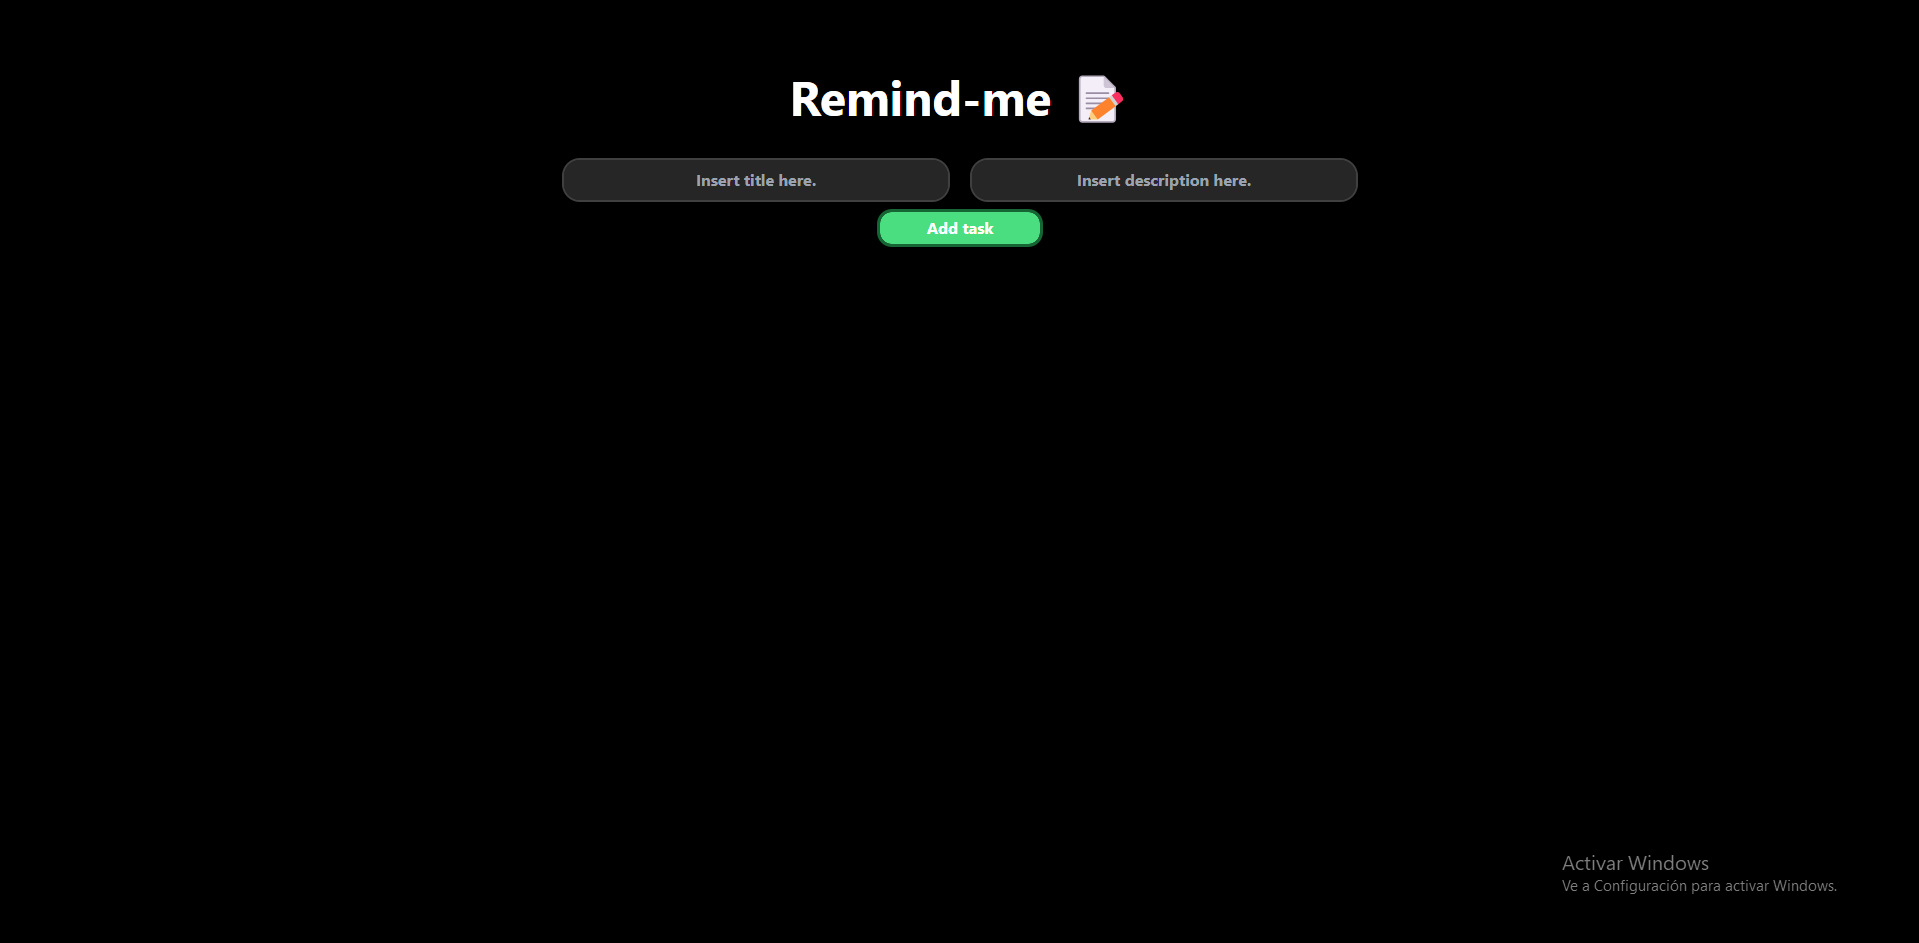 Remind-me 📝
Insert title here.
Insert description here.
Add task
Activar Windows
Ve a Configuración para activar Windows.